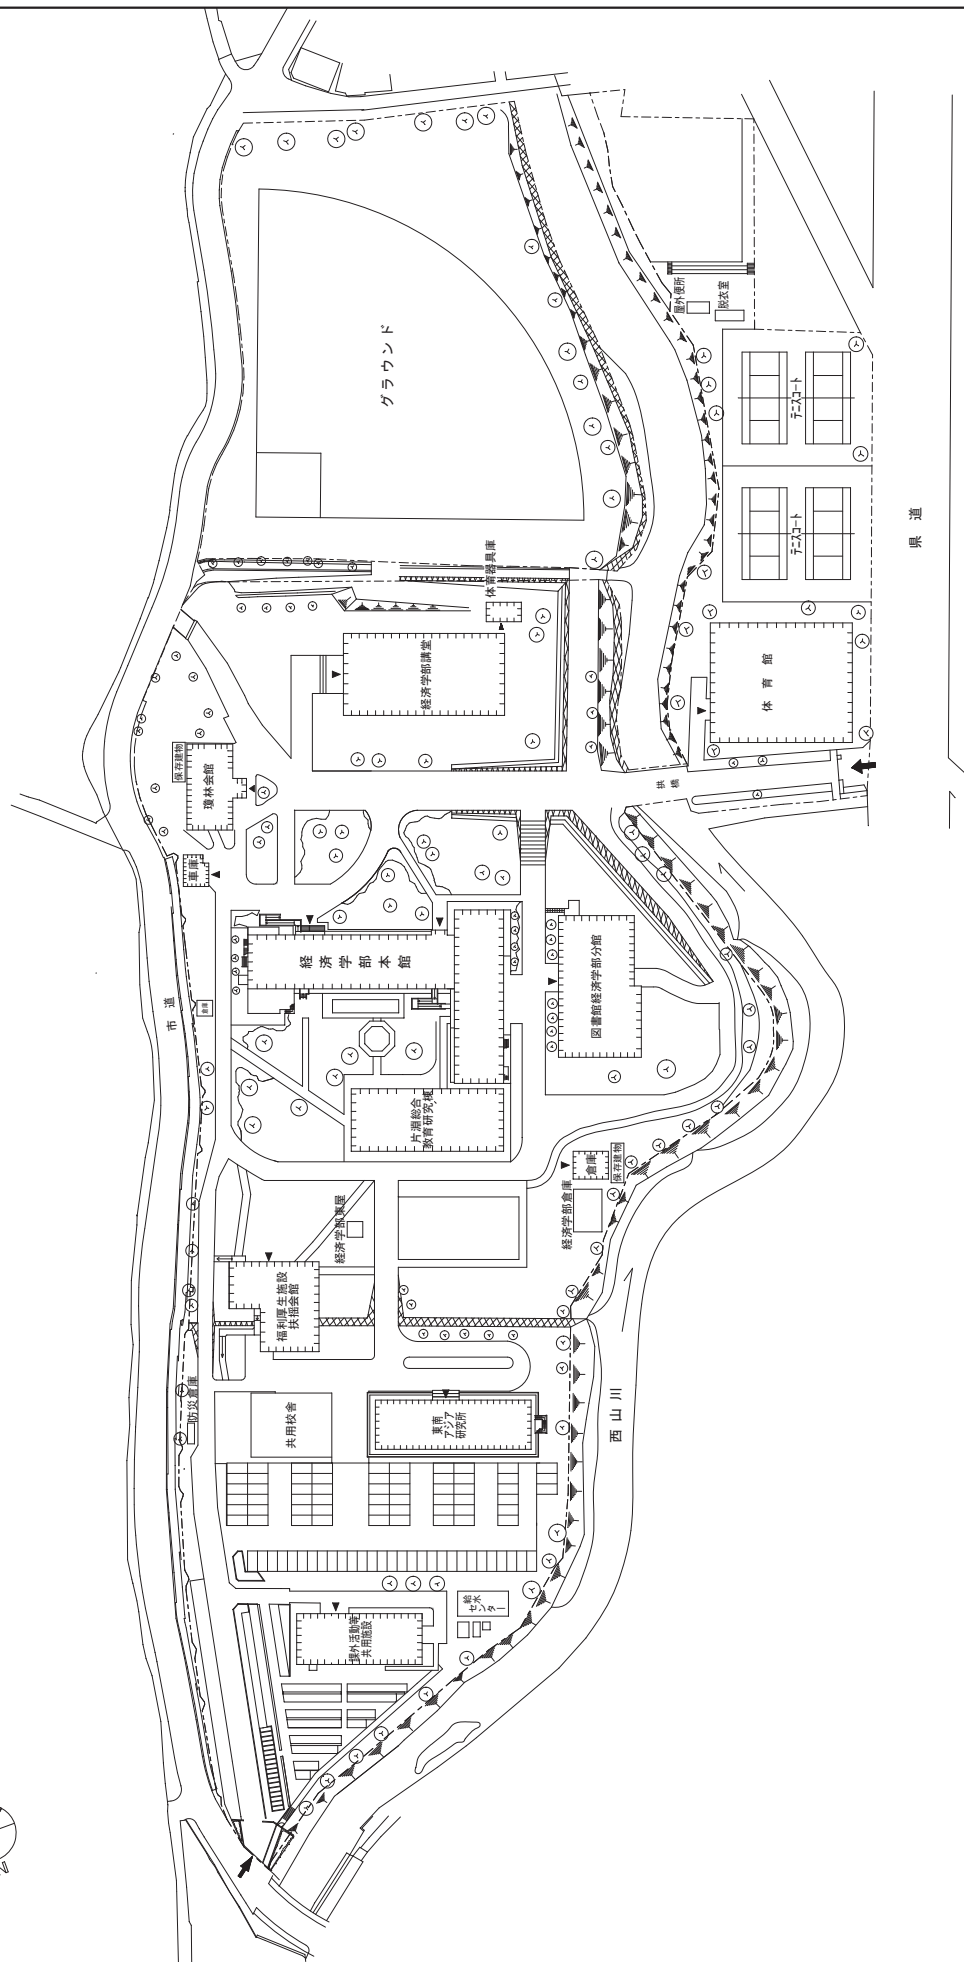 グラウンド
屋外便所
脱衣室
テニスコート
テニスコート
県道
体育器具庫
経済学部講堂
体育館
拱橋
保存建物
瓊林会館
車庫
市道
倉庫
経済学部本館
図書館経済学部分館
片淵総合
教育研究棟
倉庫
保存建物
経済学部倉庫
経済学部東屋
福利厚生施設
扶揺会館
防災倉庫
共用校舎
東南
アジア
研究所
西山川
給水
センター
課外活動等
共用施設